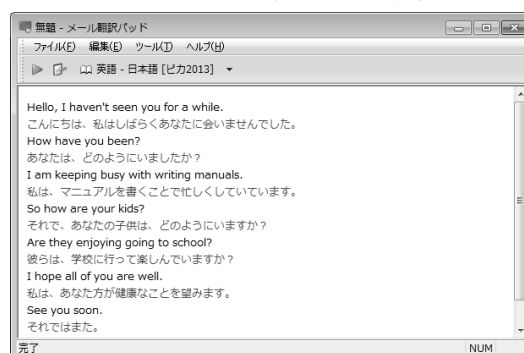 無題 - メール翻訳パッド
ファイル(F) 編集(E) ツール(T) ヘルプ(H)
英語 - 日本語 [ピカ2013]
Hello, I haven't seen you for a while.
こんにちは、私はしばらくあなたに会いませんでした。
How have you been?
あなたは、どのようにいましたか？
I am keeping busy with writing manuals.
私は、マニュアルを書くことで忙しくしていています。
So how are your kids?
それで、あなたの子供は、どのようにいますか？
Are they enjoying going to school?
彼らは、学校に行って楽しんでいますか？
I hope all of you are well.
私は、あなた方が健康なことを望みます。
See you soon.
それではまた。
完了 NUM